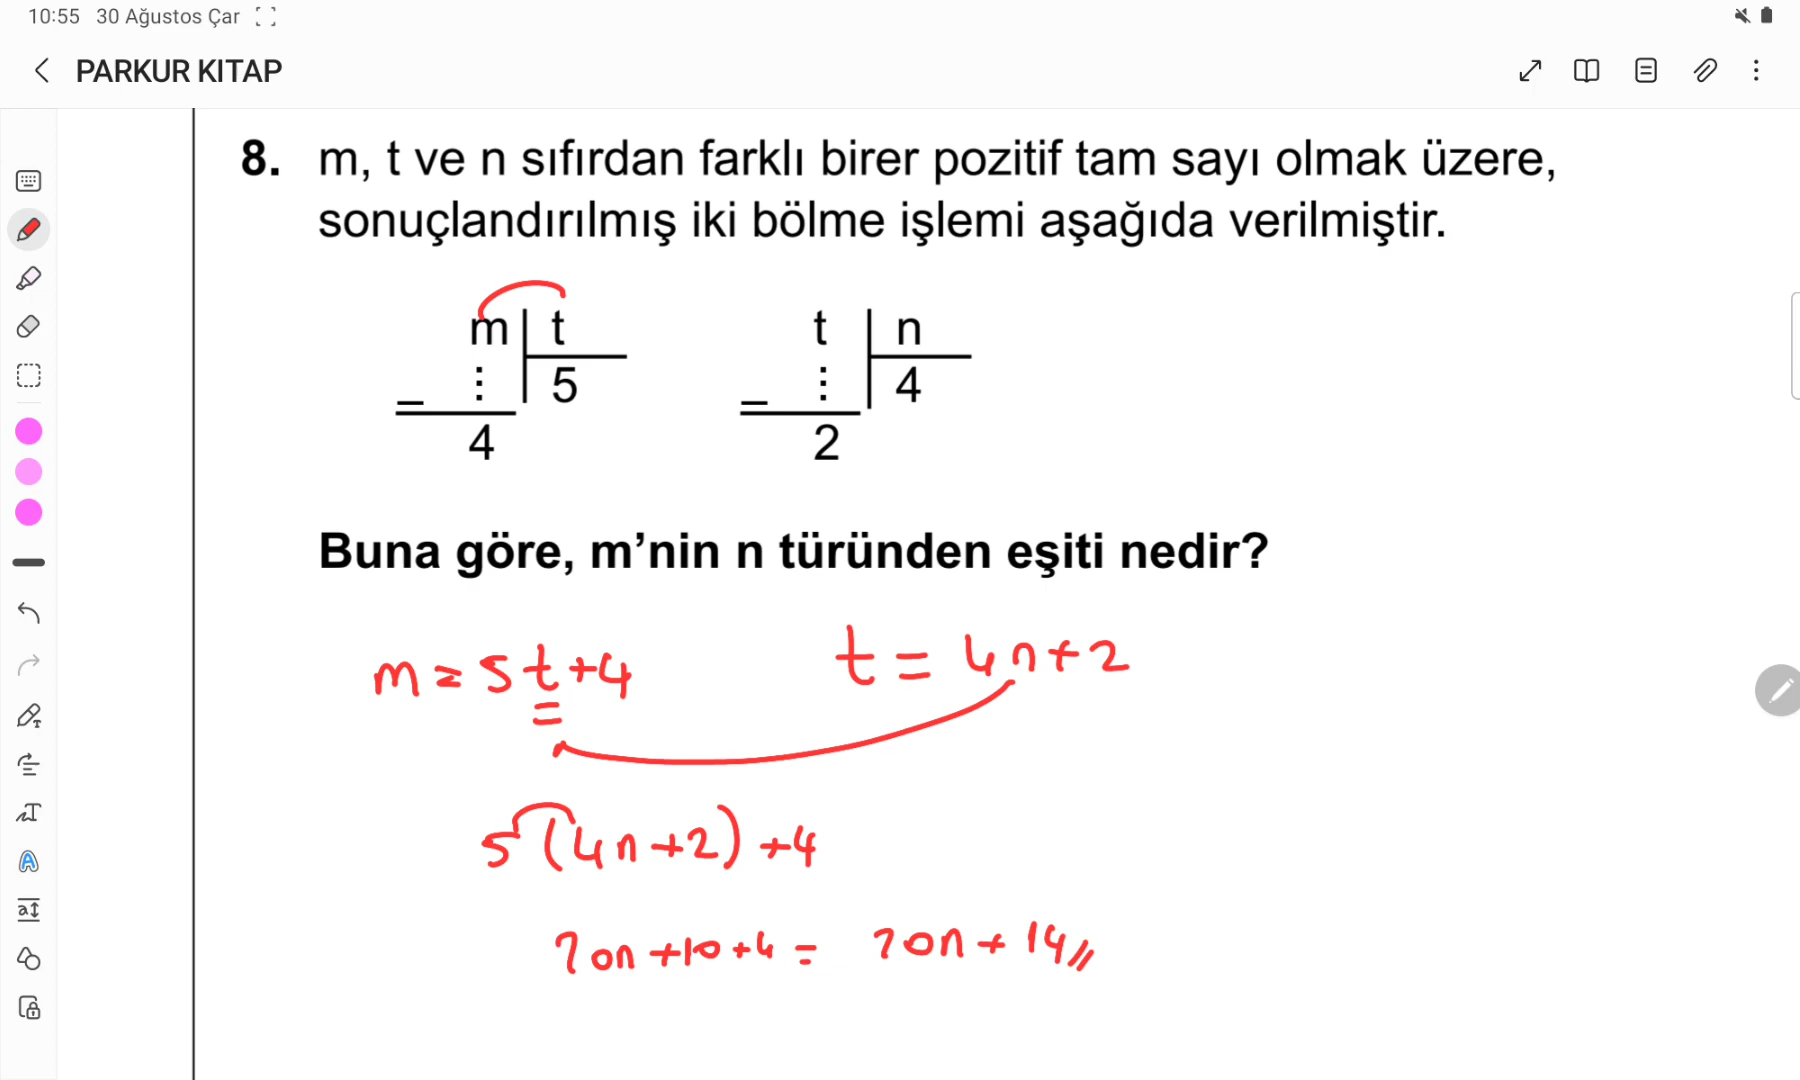 10:55 30 Ağustos Çar
PARKUR KITAP
8. m, t ve n sıfırdan farklı birer pozitif tam sayı olmak üzere,
sonuçlandırılmış iki bölme işlemi aşağıda verilmiştir.
m t t n
5 4
4 2
Buna göre, m’nin n türünden eşiti nedir?
m = 5t+4 t = 4n+2
5(4n+2)+4
20n+10+4 = 20n+14